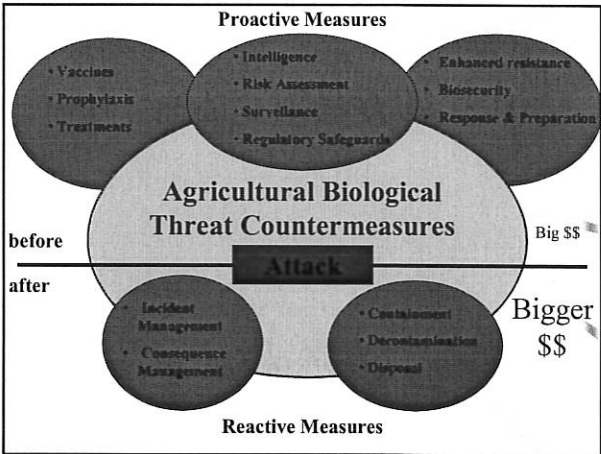 Proactive Measures
• Vaccines
• Prophylaxis
• Treatments
• Intelligence
• Risk Assessment
• Surveillance
• Regulatory Safeguards
• Enhanced resistance
• Biosecurity
• Response & Preparation
Agricultural Biological
Threat Countermeasures
before
Big $$
Attack
after
• Incident
Management
• Consequence
Management
• Containment
• Decontamination
• Disposal
Bigger
$$
Reactive Measures